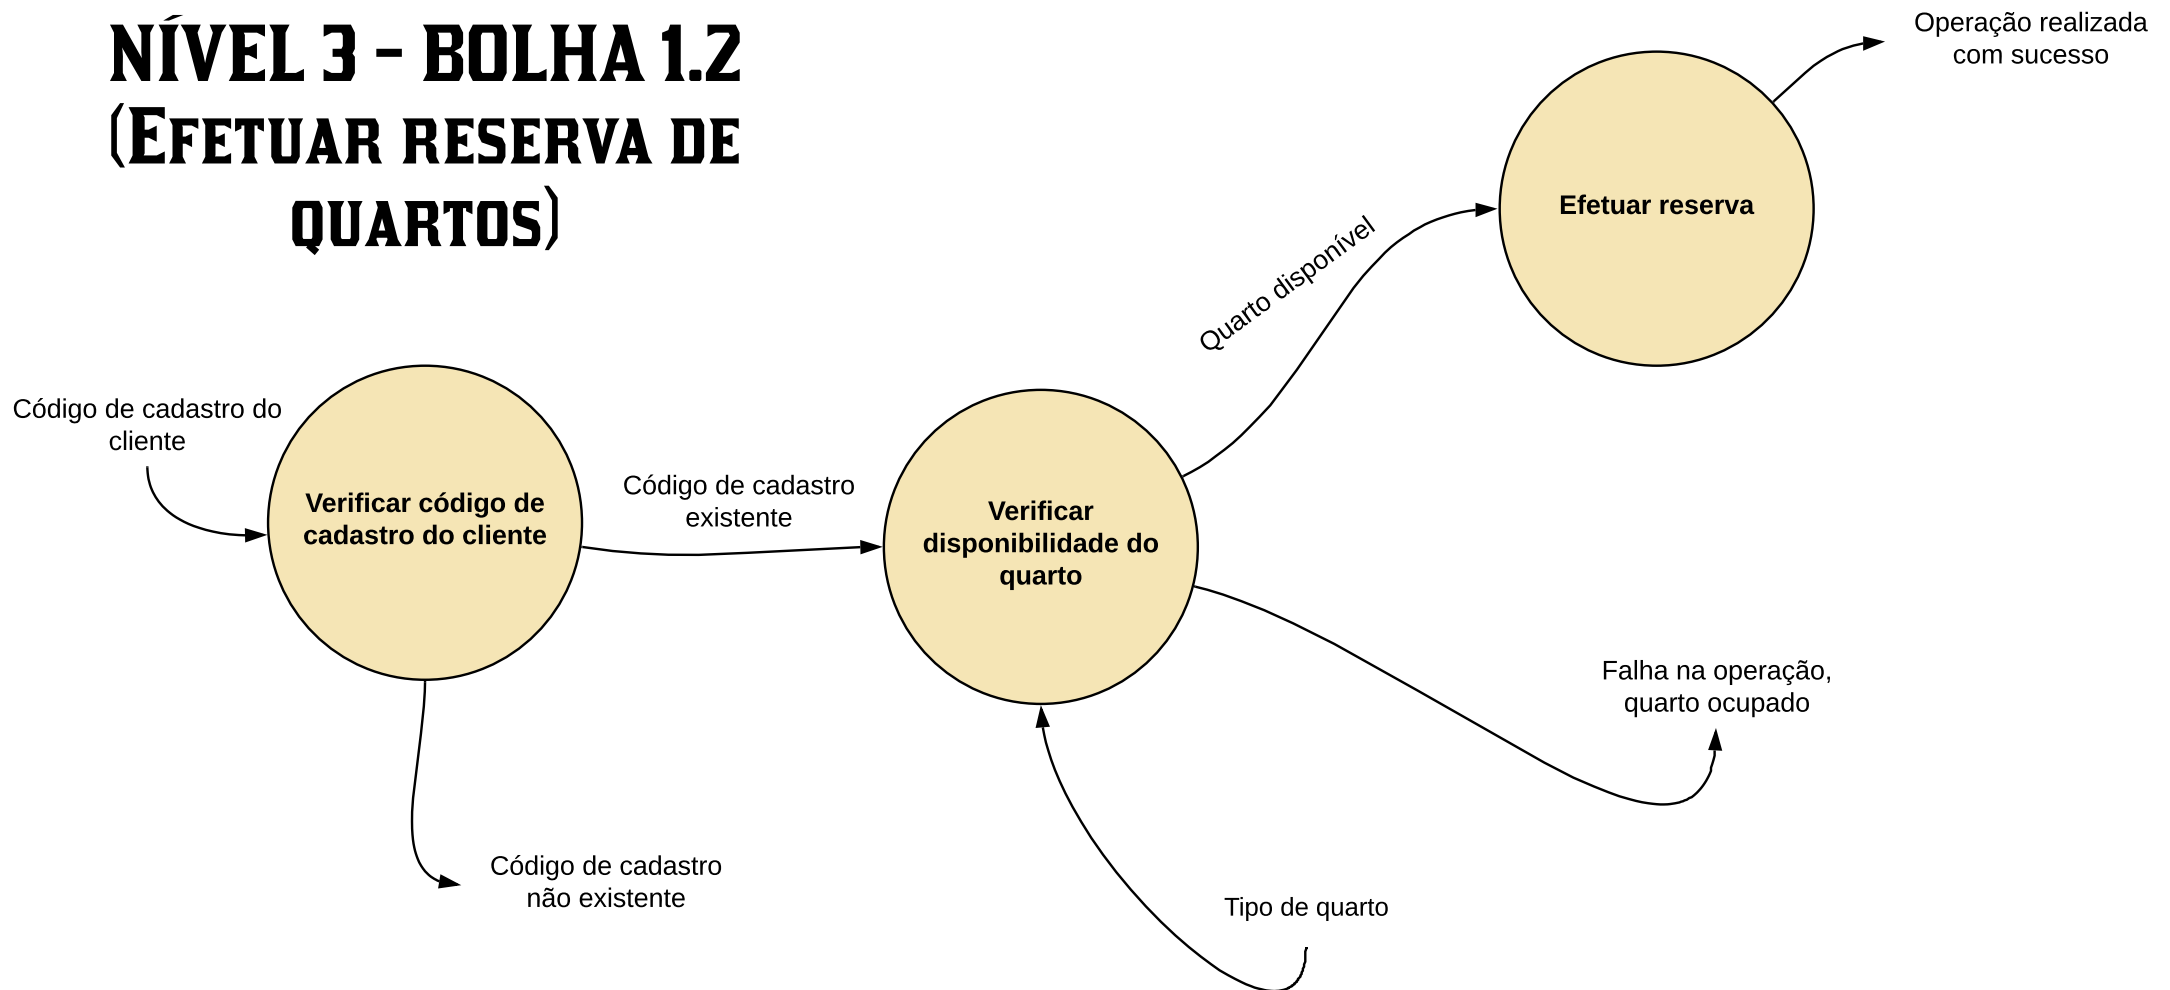 NÍVEL 3 - BOLHA 1.2
(Efetuar reserva de
quartos)
Operação realizada
com sucesso
Efetuar reserva
Quarto disponível
Código de cadastro do
cliente
Verificar código de
cadastro do cliente
Código de cadastro
existente
Verificar
disponibilidade do
quarto
Falha na operação,
quarto ocupado
Código de cadastro
não existente
Tipo de quarto